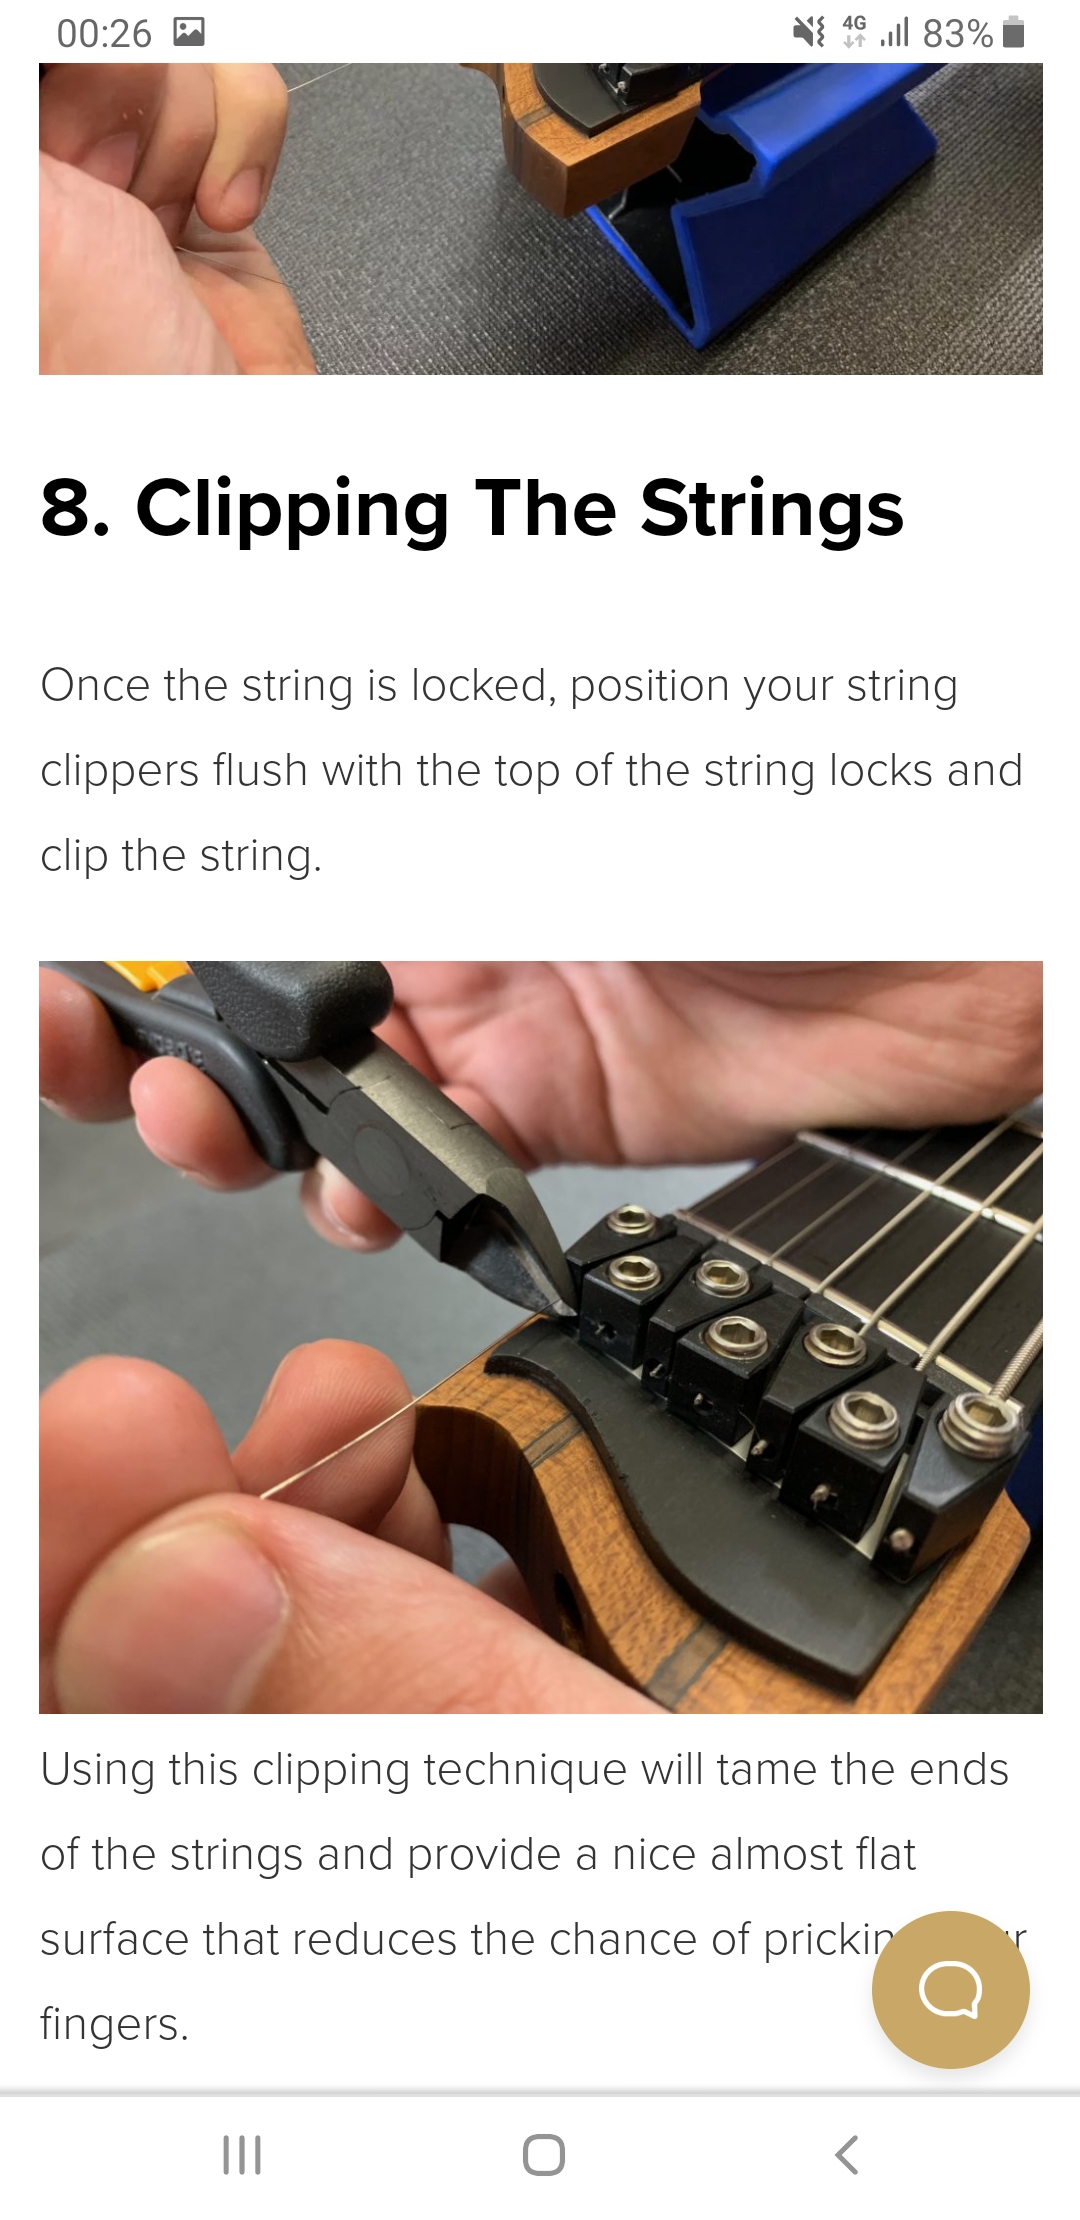 00:26 4G 83%
8. Clipping The Strings
Once the string is locked, position your string
clippers flush with the top of the string locks and
clip the string.
Using this clipping technique will tame the ends
of the strings and provide a nice almost flat
surface that reduces the chance of
fingers.